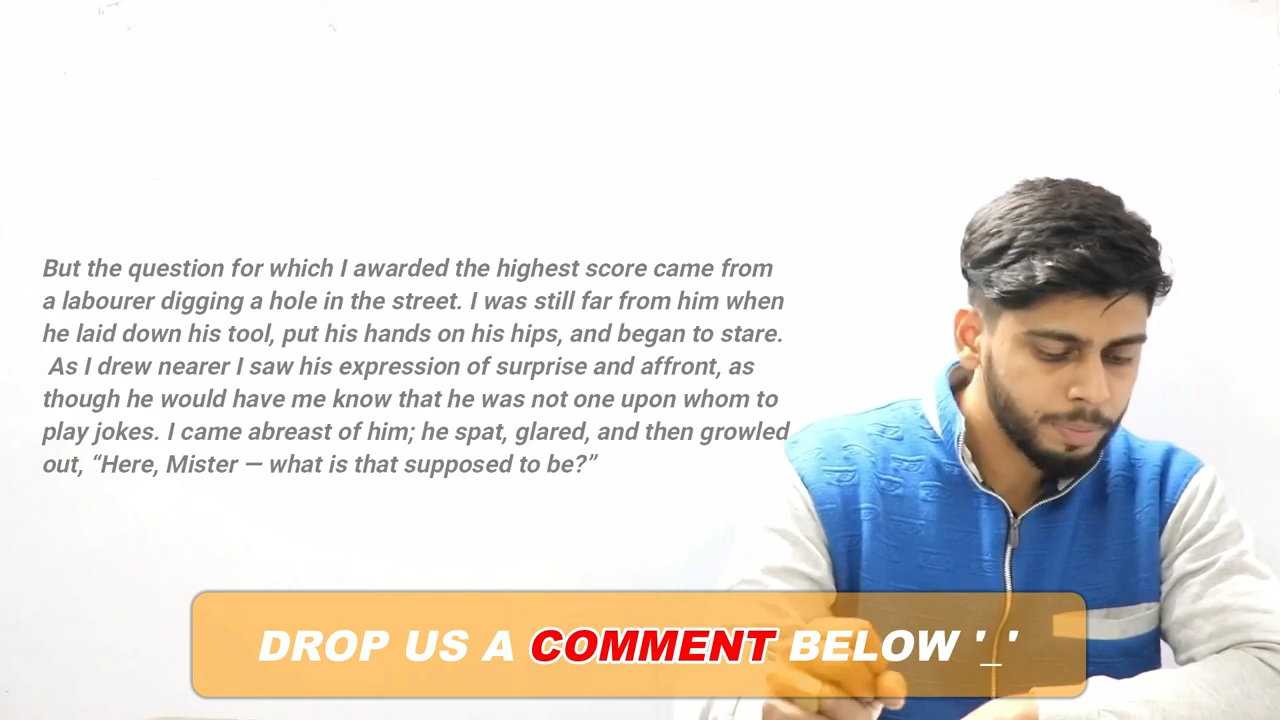 But the question for which I awarded the highest score came from
a labourer digging a hole in the street. I was still far from him when
he laid down his tool, put his hands on his hips, and began to stare.
As I drew nearer I saw his expression of surprise and affront, as
though he would have me know that he was not one upon whom to
play jokes. I came abreast of him; he spat, glared, and then growled
out, “Here, Mister — what is that supposed to be?”
DROP US A COMMENT BELOW '_'